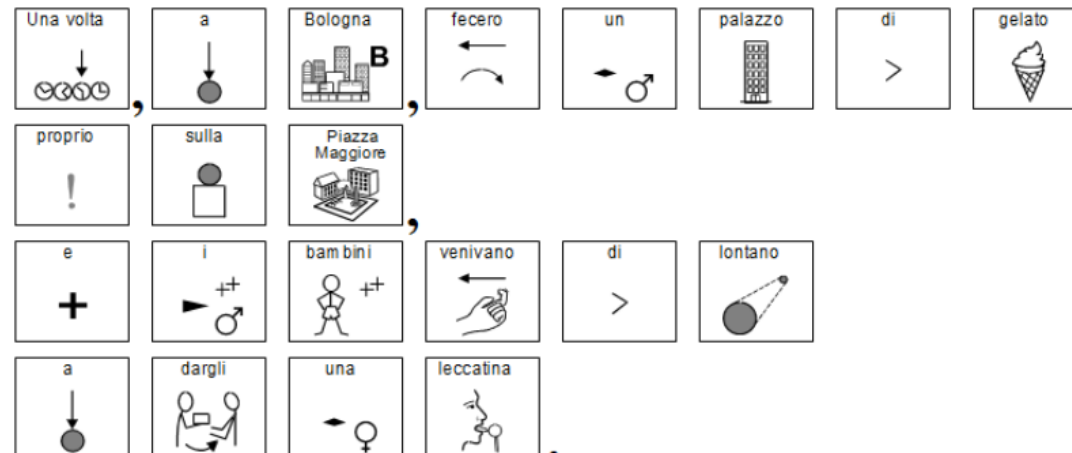 Una volta, a Bologna, fecero un palazzo di gelato
proprio sulla Piazza Maggiore,
e i bambini venivano di lontano
a dargli una leccatina